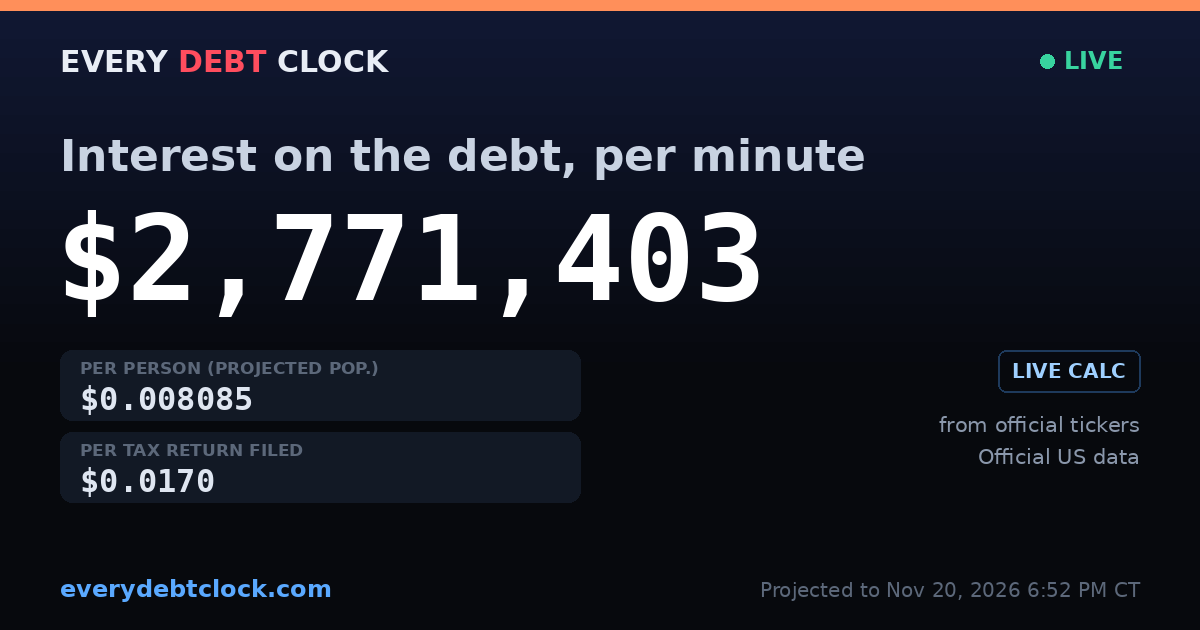 EVERY DEBT CLOCK
LIVE
Interest on the debt, per minute
$2,771,403
PER PERSON (PROJECTED POP.)
$0.008085
PER TAX RETURN FILED
$0.0170
LIVE CALC
from official tickers
Official US data
everydebtclock.com
Projected to Nov 20, 2026 6:52 PM CT